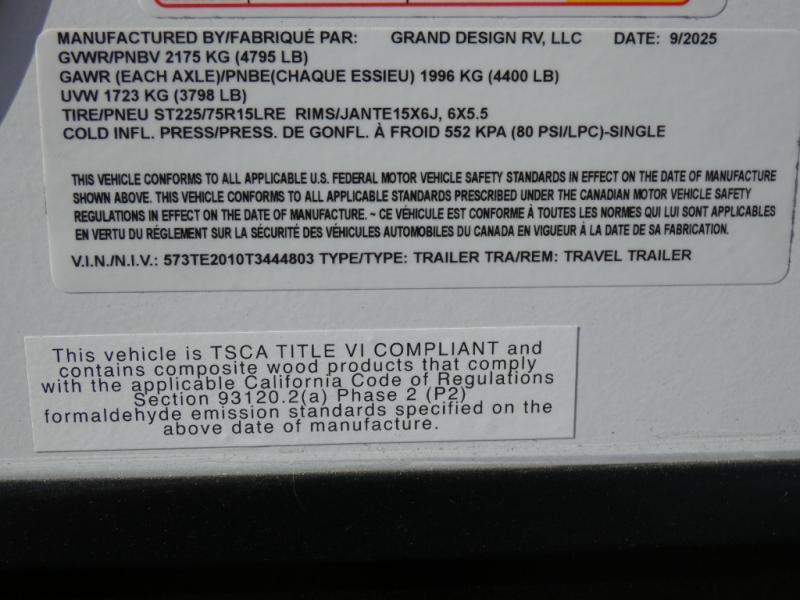 MANUFACTURED BY/FABRIQUÉ PAR: GRAND DESIGN RV, LLC DATE: 9/2025
GVWR/PNBV 2175 KG (4795 LB)
GAWR (EACH AXLE)/PNBE(CHAQUE ESSIEU) 1996 KG (4400 LB)
UVW 1723 KG (3798 LB)
TIRE/PNEU ST225/75R15LRE RIMS/JANTE15X6J, 6X5.5
COLD INFL. PRESS/PRESS. DE GONFL. À FROID 552 KPA (80 PSI/LPC)-SINGLE
THIS VEHICLE CONFORMS TO ALL APPLICABLE U.S. FEDERAL MOTOR VEHICLE SAFETY STANDARDS IN EFFECT ON THE DATE OF MANUFACTURE
SHOWN ABOVE. THIS VEHICLE CONFORMS TO ALL APPLICABLE STANDARDS PRESCRIBED UNDER THE CANADIAN MOTOR VEHICLE SAFETY
REGULATIONS IN EFFECT ON THE DATE OF MANUFACTURE. ~ CE VÉHICULE EST CONFORME À TOUTES LES NORMES QUI LUI SONT APPLICABLES
EN VERTU DU RÉGLEMENT SUR LA SÉCURITÉ DES VÉHICULES AUTOMOBILES DU CANADA EN VIGUEUR À LA DATE DE SA FABRICATION.
V.I.N./N.I.V.: 573TE2010T3444803 TYPE/TYPE: TRAILER TRA/REM: TRAVEL TRAILER
This vehicle is TSCA TITLE VI COMPLIANT and
contains composite wood products that comply
with the applicable California Code of Regulations
Section 93120.2(a) Phase 2 (P2)
formaldehyde emission standards specified on the
above date of manufacture.